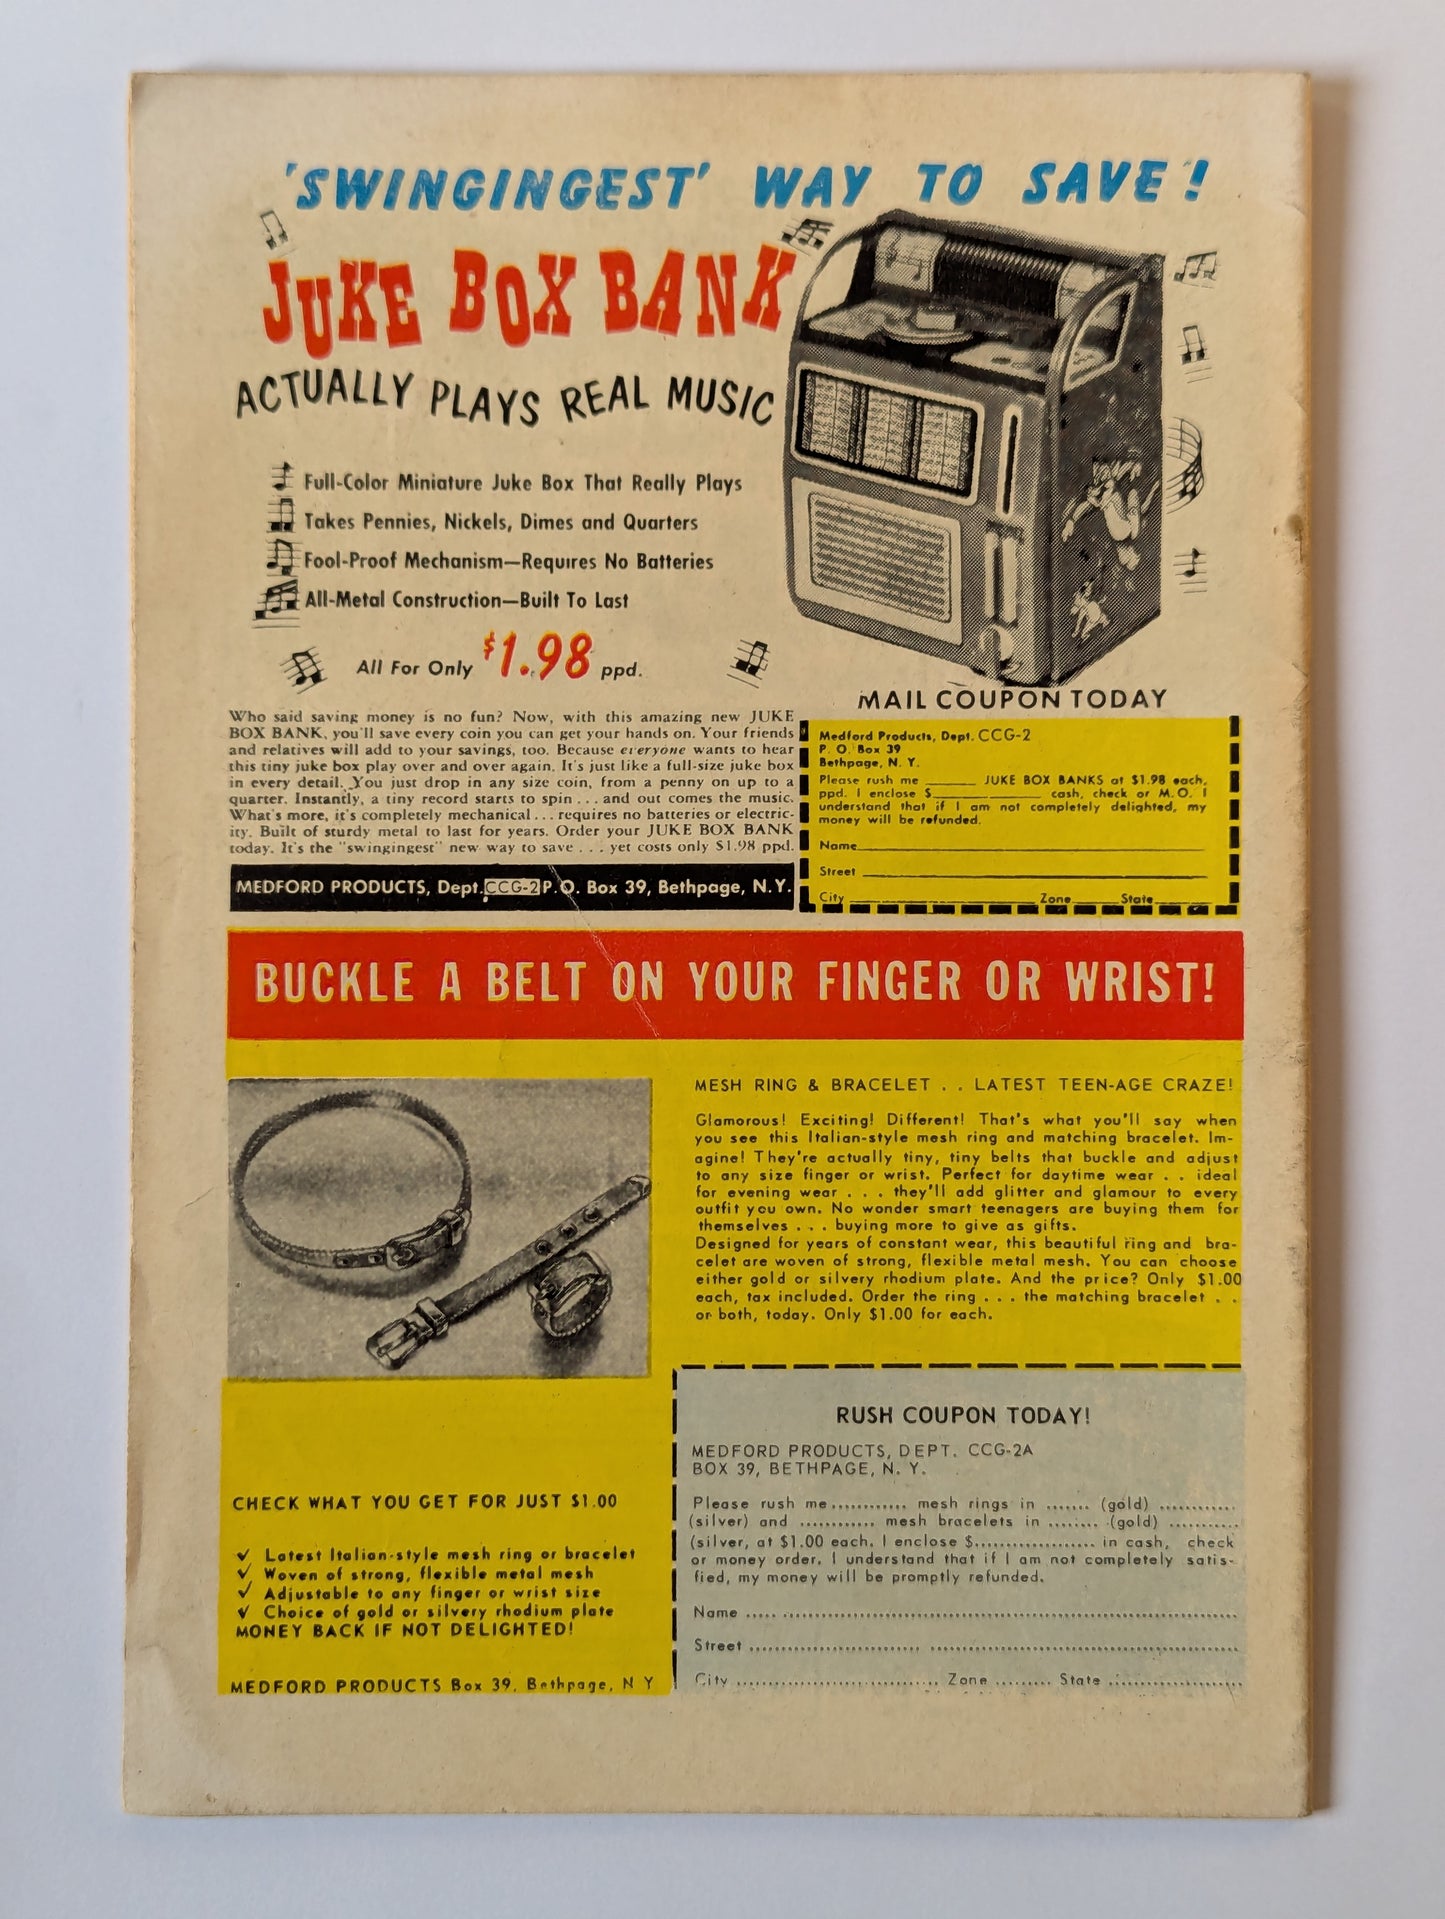 'SWINGINGEST' WAY TO SAVE'!
JUKE BOX BANK
ACTUALLY PLAYS REAL MUSIC
Full-Color Miniature Juke Box That Really Plays
Takes Pennies, Nickels, Dimes and Quarters
Fool-Proof Mechanism—Requires No Batteries
All-Metal Construction—Built To Last
All For Only $1.98 ppd.
Who said saving money is no fun? Now, with this amazing new JUKE
BOX BANK, you'll save every coin you can get your hands on. Your friends
and relatives will add to your savings, too. Because everyone wants to hear
this tiny juke box play over and over again. It's just like a full-size juke box
in every detail. You just drop in any size coin, from a penny on up to a
quarter. Instantly, a tiny record starts to spin . . . and out comes the music.
What's more, it's completely mechanical . . . requires no batteries or electric-
ity. Built of sturdy metal to last for years. Order your JUKE BOX BANK
today. It's the "swingingest" new way to save . . . yet costs only $1.98 ppd.
MEDFORD PRODUCTS, Dept. CCG-2 P.O. Box 39, Bethpage, N.Y.
MAIL COUPON TODAY
Medford Products, Dept. CCG-2
P. O. Box 39
Bethpage, N. Y.
Please rush me ______ JUKE BOX BANKS at $1.98 each,
ppd. I enclose $______________ cash, check or M.O. I
understand that if I am not completely delighted, my
money will be refunded.
Name
Street
City Zone State
BUCKLE A BELT ON YOUR FINGER OR WRIST!
MESH RING & BRACELET . . LATEST TEEN-AGE CRAZE!
Glamorous! Exciting! Different! That's what you'll say when
you see this Italian-style mesh ring and matching bracelet. Im-
agine! They're actually tiny, tiny belts that buckle and adjust
to any size finger or wrist. Perfect for daytime wear . . ideal
for evening wear . . . they'll add glitter and glamour to every
outfit you own. No wonder smart teenagers are buying them for
themselves . . . buying more to give as gifts.
Designed for years of constant wear, this beautiful ring and bra-
celet are woven of strong, flexible metal mesh. You can choose
either gold or silvery rhodium plate. And the price? Only $1.00
each, tax included. Order the ring . . . the matching bracelet . .
or both, today. Only $1.00 for each.
CHECK WHAT YOU GET FOR JUST $1.00
✓ Latest Italian-style mesh ring or bracelet
✓ Woven of strong, flexible metal mesh
✓ Adjustable to any finger or wrist size
✓ Choice of gold or silvery rhodium plate
MONEY BACK IF NOT DELIGHTED!
MEDFORD PRODUCTS Box 39, Bethpage, N Y
RUSH COUPON TODAY!
MEDFORD PRODUCTS, DEPT. CCG-2A
BOX 39, BETHPAGE, N. Y.
Please rush me ............ mesh rings in ....... (gold) ............
(silver) and ............ mesh bracelets in ........ (gold) ...........
(silver, at $1.00 each. I enclose $.................... in cash, check
or money order. I understand that if I am not completely satis-
fied, my money will be promptly refunded.
Name
Street
City Zone State